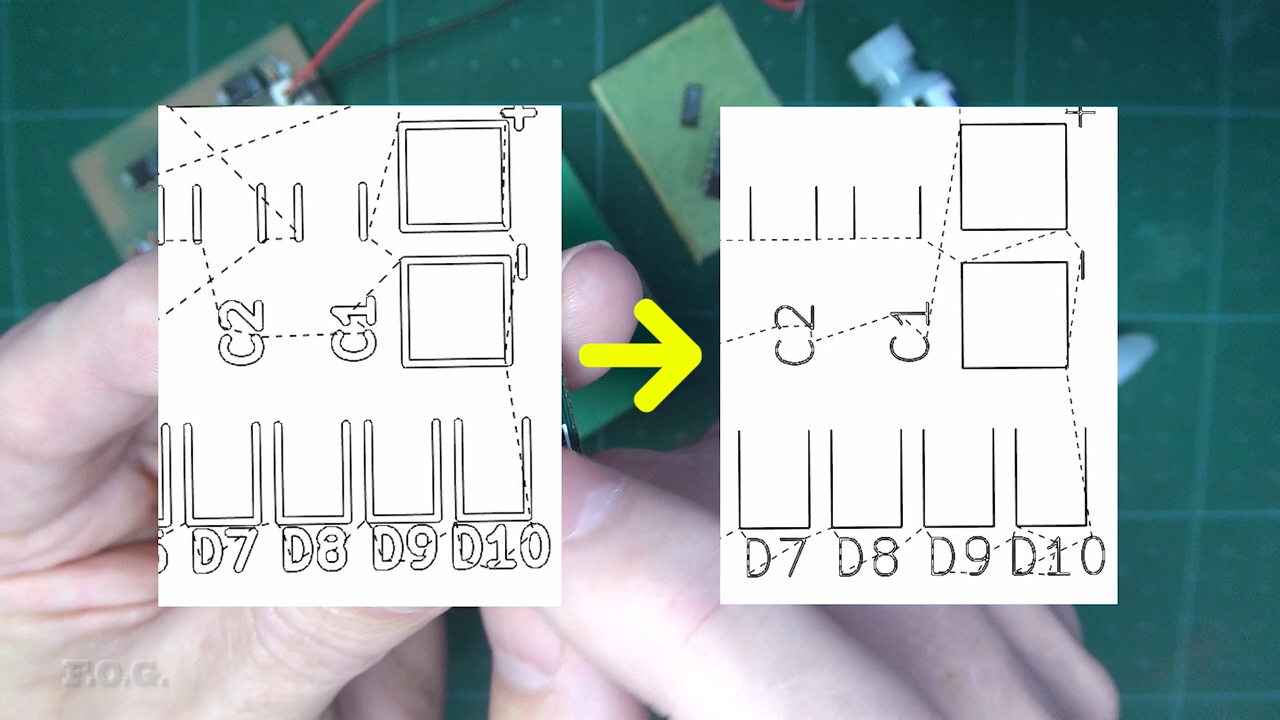 +
-
C2 C1
D7 D8 D9 D10
+
-
C2 C1
D7 D8 D9 D10
F.O.G.